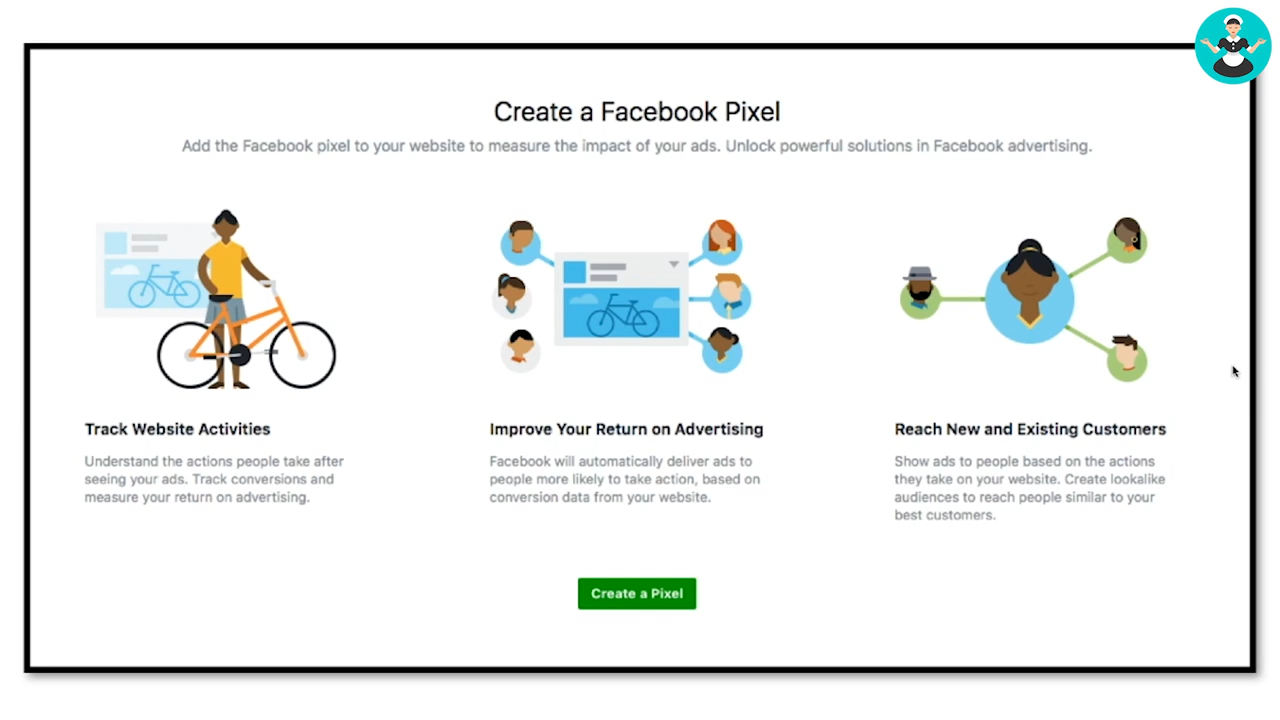 Create a Facebook Pixel
Add the Facebook pixel to your website to measure the impact of your ads. Unlock powerful solutions in Facebook advertising.
Track Website Activities
Understand the actions people take after
seeing your ads. Track conversions and
measure your return on advertising.
Improve Your Return on Advertising
Facebook will automatically deliver ads to
people more likely to take action, based on
conversion data from your website.
Reach New and Existing Customers
Show ads to people based on the actions
they take on your website. Create lookalike
audiences to reach people similar to your
best customers.
Create a Pixel